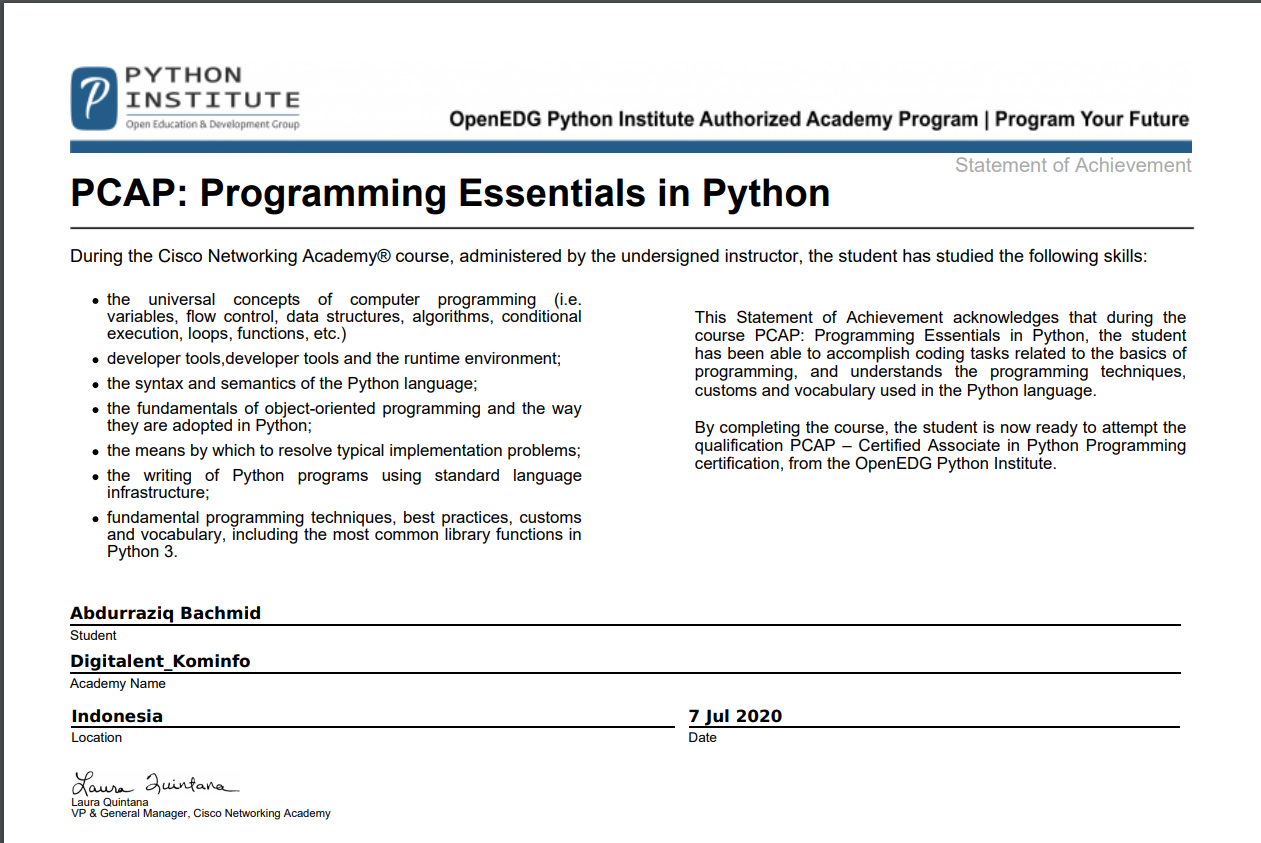 PYTHON
INSTITUTE
Open Education & Development Group
OpenEDG Python Institute Authorized Academy Program | Program Your Future
Statement of Achievement
PCAP: Programming Essentials in Python
During the Cisco Networking Academy® course, administered by the undersigned instructor, the student has studied the following skills:
• the universal concepts of computer programming (i.e.
variables, flow control, data structures, algorithms, conditional
execution, loops, functions, etc.)
• developer tools,developer tools and the runtime environment;
• the syntax and semantics of the Python language;
• the fundamentals of object-oriented programming and the way
they are adopted in Python;
• the means by which to resolve typical implementation problems;
• the writing of Python programs using standard language
infrastructure;
• fundamental programming techniques, best practices, customs
and vocabulary, including the most common library functions in
Python 3.
This Statement of Achievement acknowledges that during the
course PCAP: Programming Essentials in Python, the student
has been able to accomplish coding tasks related to the basics of
programming, and understands the programming techniques,
customs and vocabulary used in the Python language.
By completing the course, the student is now ready to attempt the
qualification PCAP – Certified Associate in Python Programming
certification, from the OpenEDG Python Institute.
Abdurraziq Bachmid
Student
Digitalent_Kominfo
Academy Name
Indonesia
Location
7 Jul 2020
Date
Laura Quintana
Laura Quintana
VP & General Manager, Cisco Networking Academy